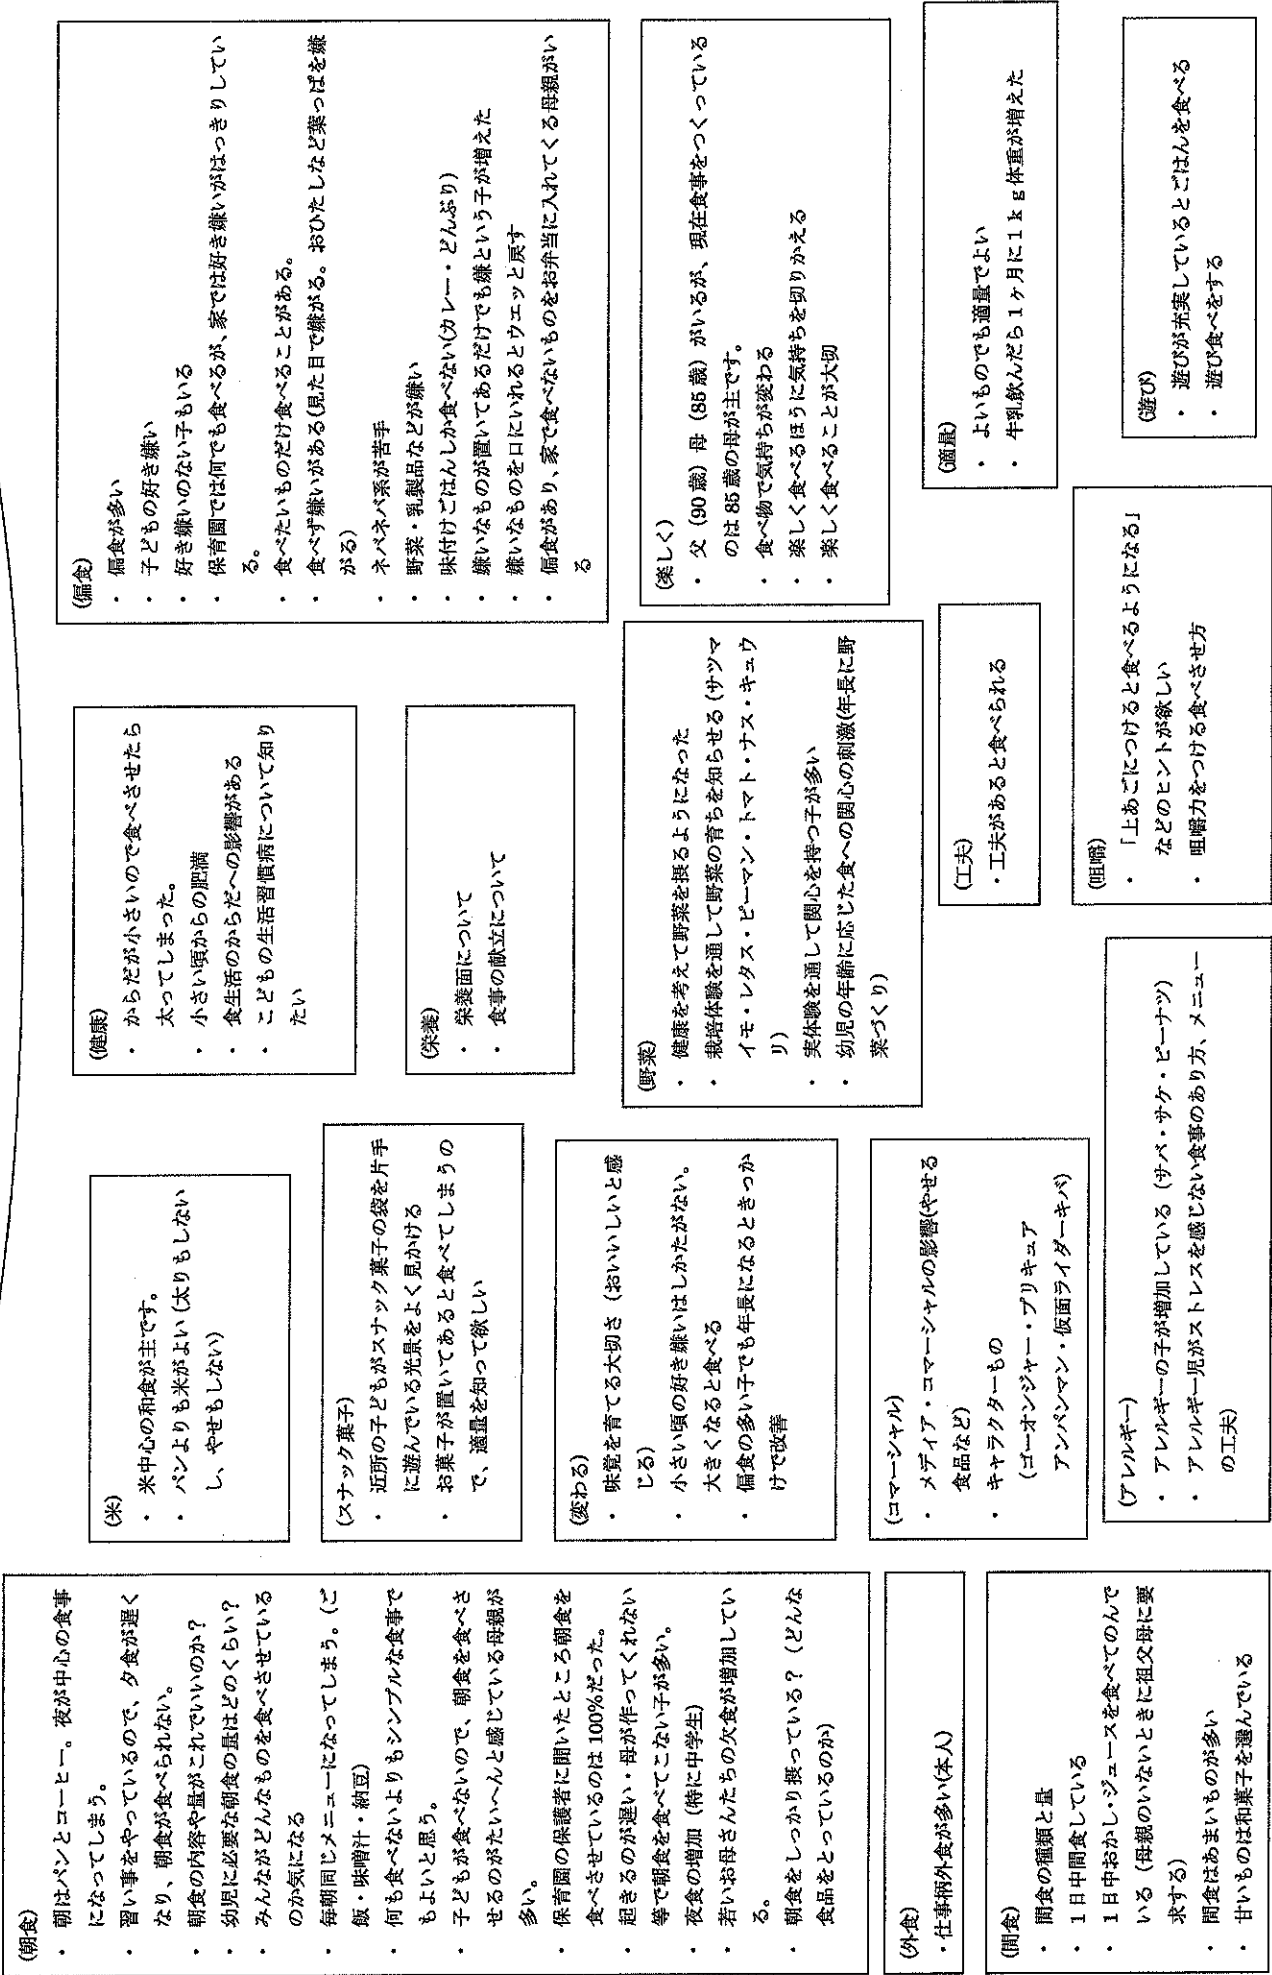 (朝食)
・ 朝はパンとコーヒー。夜が中心の食事
になってしまう。
・ 習い事をやっているので、夕食が遅く
なり、朝食が食べられない。
・ 朝食の内容や量がこれでいいのか？
・ 幼児に必要な朝食の量はどのくらい？
・ みんながどんなものを食べさせている
のか気になる
・ 毎朝同じメニューになってしまう。(ご
飯・味噌汁・納豆)
・ 何も食べないよりもシンプルな食事で
もよいと思う。
・ 子どもが食べないので、朝食を食べさ
せるのがたいへんと感じている母親が
多い。
・ 保育園の保護者に聞いたところ朝食を
食べさせているのは 100%だった。
・ 起きるのが遅い・母が作ってくれない
等で朝食を食べてこない子が多い。
・ 夜食の増加（特に中学生）
・ 若いお母さんたちの欠食が増加してい
る。
・ 朝食をしっかり摂っている？（どんな
食品をとっているのか)
(外食)
・仕事柄外食が多い(本人)
(間食)
・ 間食の種類と量
・ １日中間食している
・ １日中おかし・ジュースを食べてのんで
いる（母親のいないときに祖父母に要
求する）
・ 間食はあまいものが多い
・ 甘いものは和菓子を選んでいる
(米)
・ 米中心の和食が主です。
・ パンよりも米がよい（太りもしない
し、やせもしない）
(スナック菓子)
・ 近所の子どもがスナック菓子の袋を片手
に遊んでいる光景をよく見かける
・ お菓子が置いてあると食べてしまうの
で、適量を知って欲しい
(変わる)
・ 味覚を育てる大切さ（おいいしいと感
じる）
・ 小さい頃の好き嫌いはしかたがない。
大きくなると食べる
・ 偏食の多い子でも年長になるときっか
けで改善
(コマーシャル)
・ メディア・コマーシャルの影響(やせる
食品など)
・ キャラクターもの
（ゴーオンジャー・プリキュア
アンパンマン・仮面ライダーキバ)
(アレルギー)
・ アレルギーの子が増加している（サバ・サケ・ピーナツ）
・ アレルギー児がストレスを感じない食事のあり方、メニュー
の工夫)
(健康)
・ からだが小さいので食べさせたら
太ってしまった。
・ 小さい頃からの肥満
・ 食生活のからだへの影響がある
・ こどもの生活習慣病について知り
たい
(栄養)
・ 栄養面について
・ 食事の献立について
(野菜)
・ 健康を考えて野菜を摂るようになった
・ 栽培体験を通して野菜の育ちを知らせる (サツマ
イモ・レタス・ピーマン・トマト・ナス・キュウ
リ）
・ 実体験を通して関心を持つ子が多い
・ 幼児の年齢に応じた食への関心の刺激(年長に野
菜づくり)
(工夫)
・工夫があると食べられる
(咀嚼)
・ 「上あごにつけると食べるようになる」
などのヒントが欲しい
・ 咀嚼力をつける食べさせ方
(偏食)
・ 偏食が多い
・ 子どもの好き嫌い
・ 好き嫌いのない子もいる
・ 保育園では何でも食べるが、家では好き嫌いがはっきりしてい
る。
・ 食べたいものだけ食べることがある。
・ 食べず嫌いがある(見た目で嫌がる。おひたしなど葉っぱを嫌
がる)
・ ネバネバ系が苦手
・ 野菜・乳製品などが嫌い
・ 味付けごはんしか食べない(カレー・どんぶり)
・ 嫌いなものが置いてあるだけでも嫌という子が増えた
・ 嫌いなものを口にいれるとウエッと戻す
・ 偏食があり、家で食べないものをお弁当に入れてくる母親がい
る
(楽しく)
・ 父（90 歳）母（85 歳）がいるが、現在食事をつくっている
のは 85 歳の母が主です。
・ 食べ物で気持ちが変わる
・ 楽しく食べるほうに気持ちを切りかえる
・ 楽しく食べることが大切
(適量)
・ よいものでも適量でよい
・ 牛乳飲んだら１ヶ月に１ｋｇ体重が増えた
(遊び)
・ 遊びが充実しているとごはんを食べる
・ 遊び食べをする